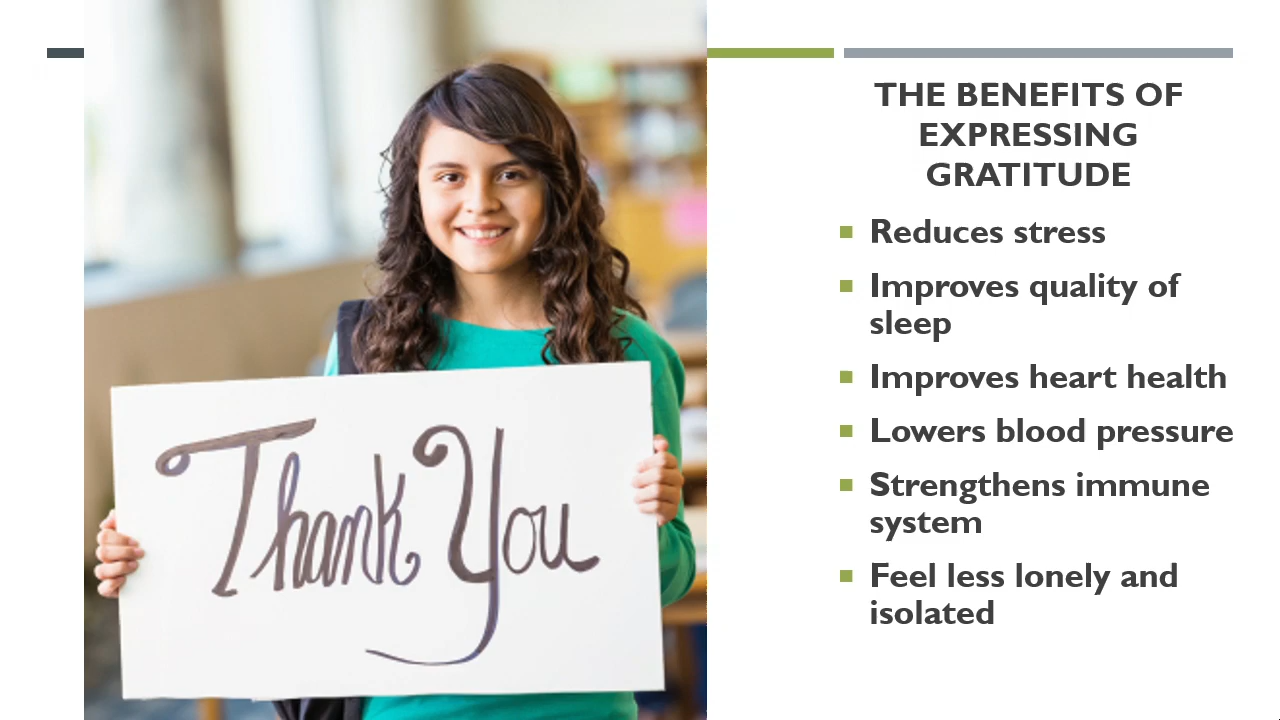 Thank You
THE BENEFITS OF
EXPRESSING
GRATITUDE
Reduces stress
Improves quality of
sleep
Improves heart health
Lowers blood pressure
Strengthens immune
system
Feel less lonely and
isolated